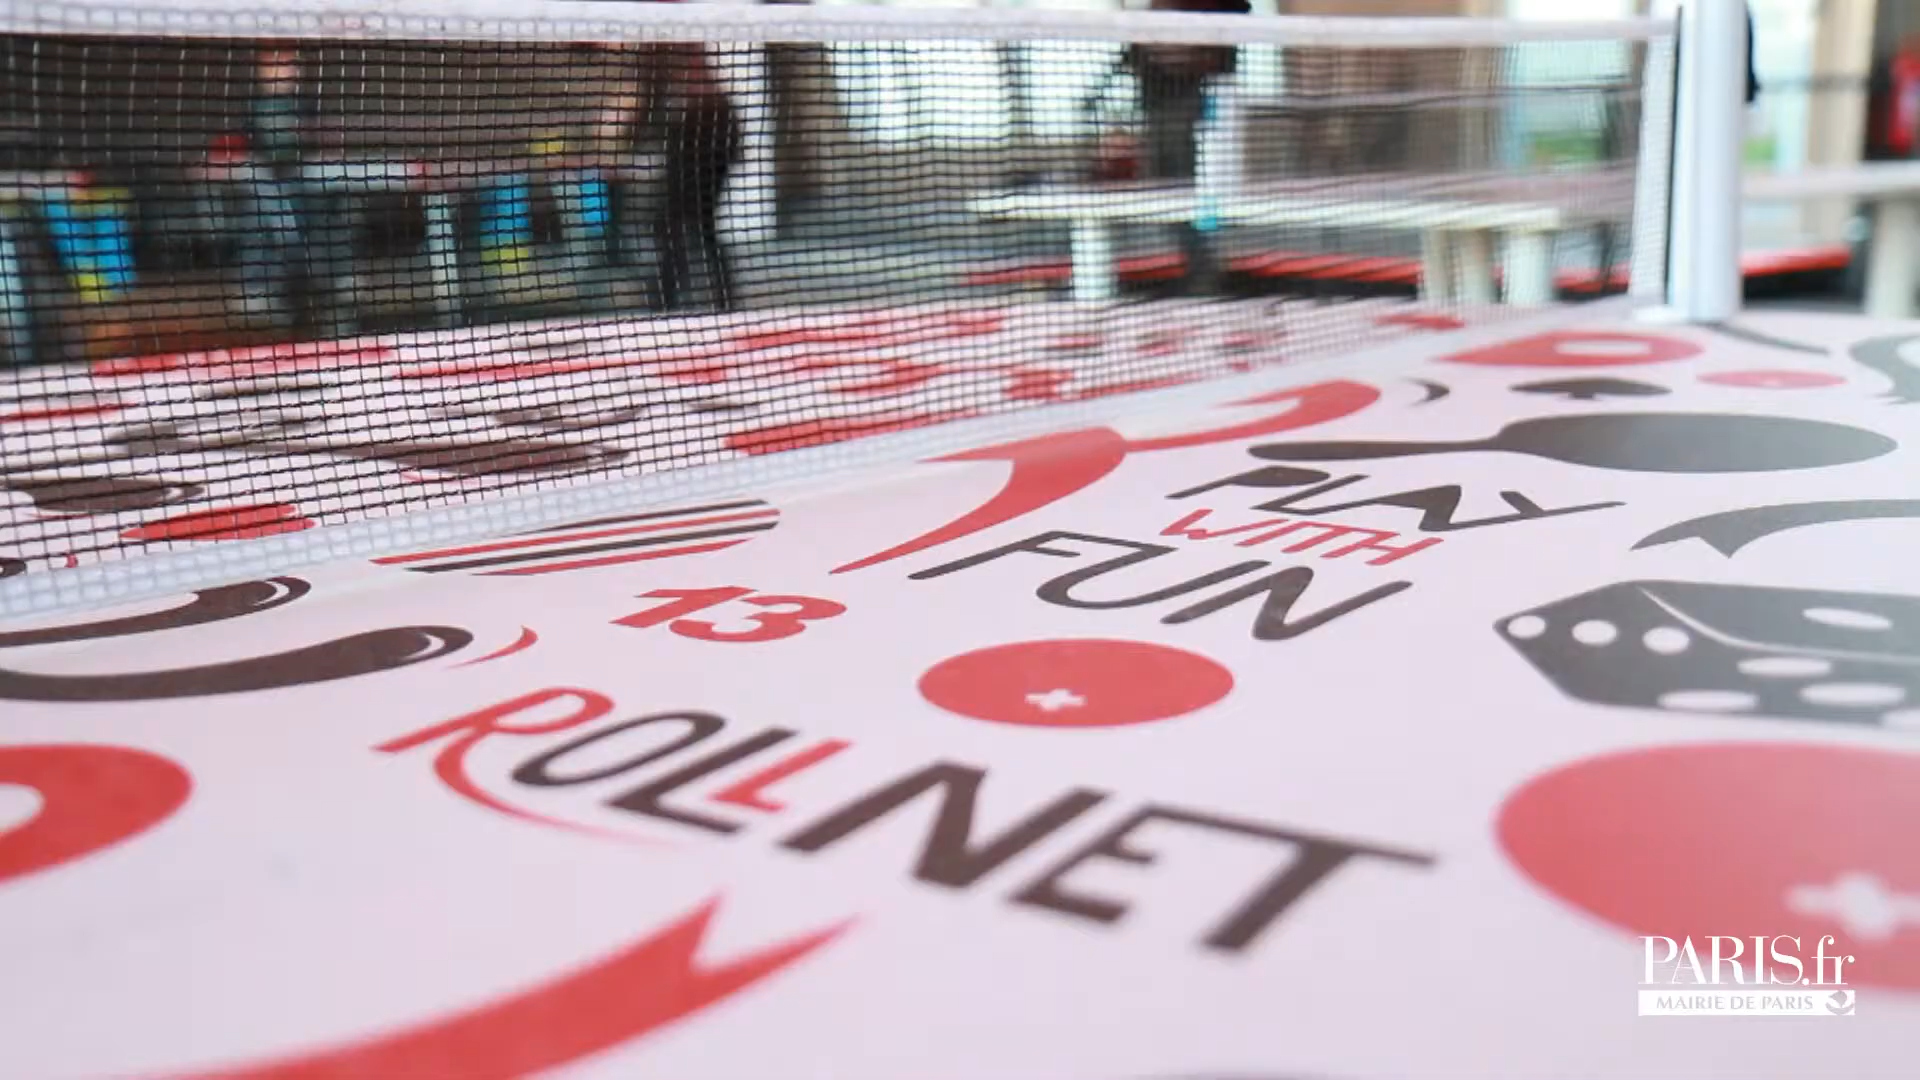 PLAY
WITH
FUN
13
ROLLNET
PARIS.fr
MAIRIE DE PARIS